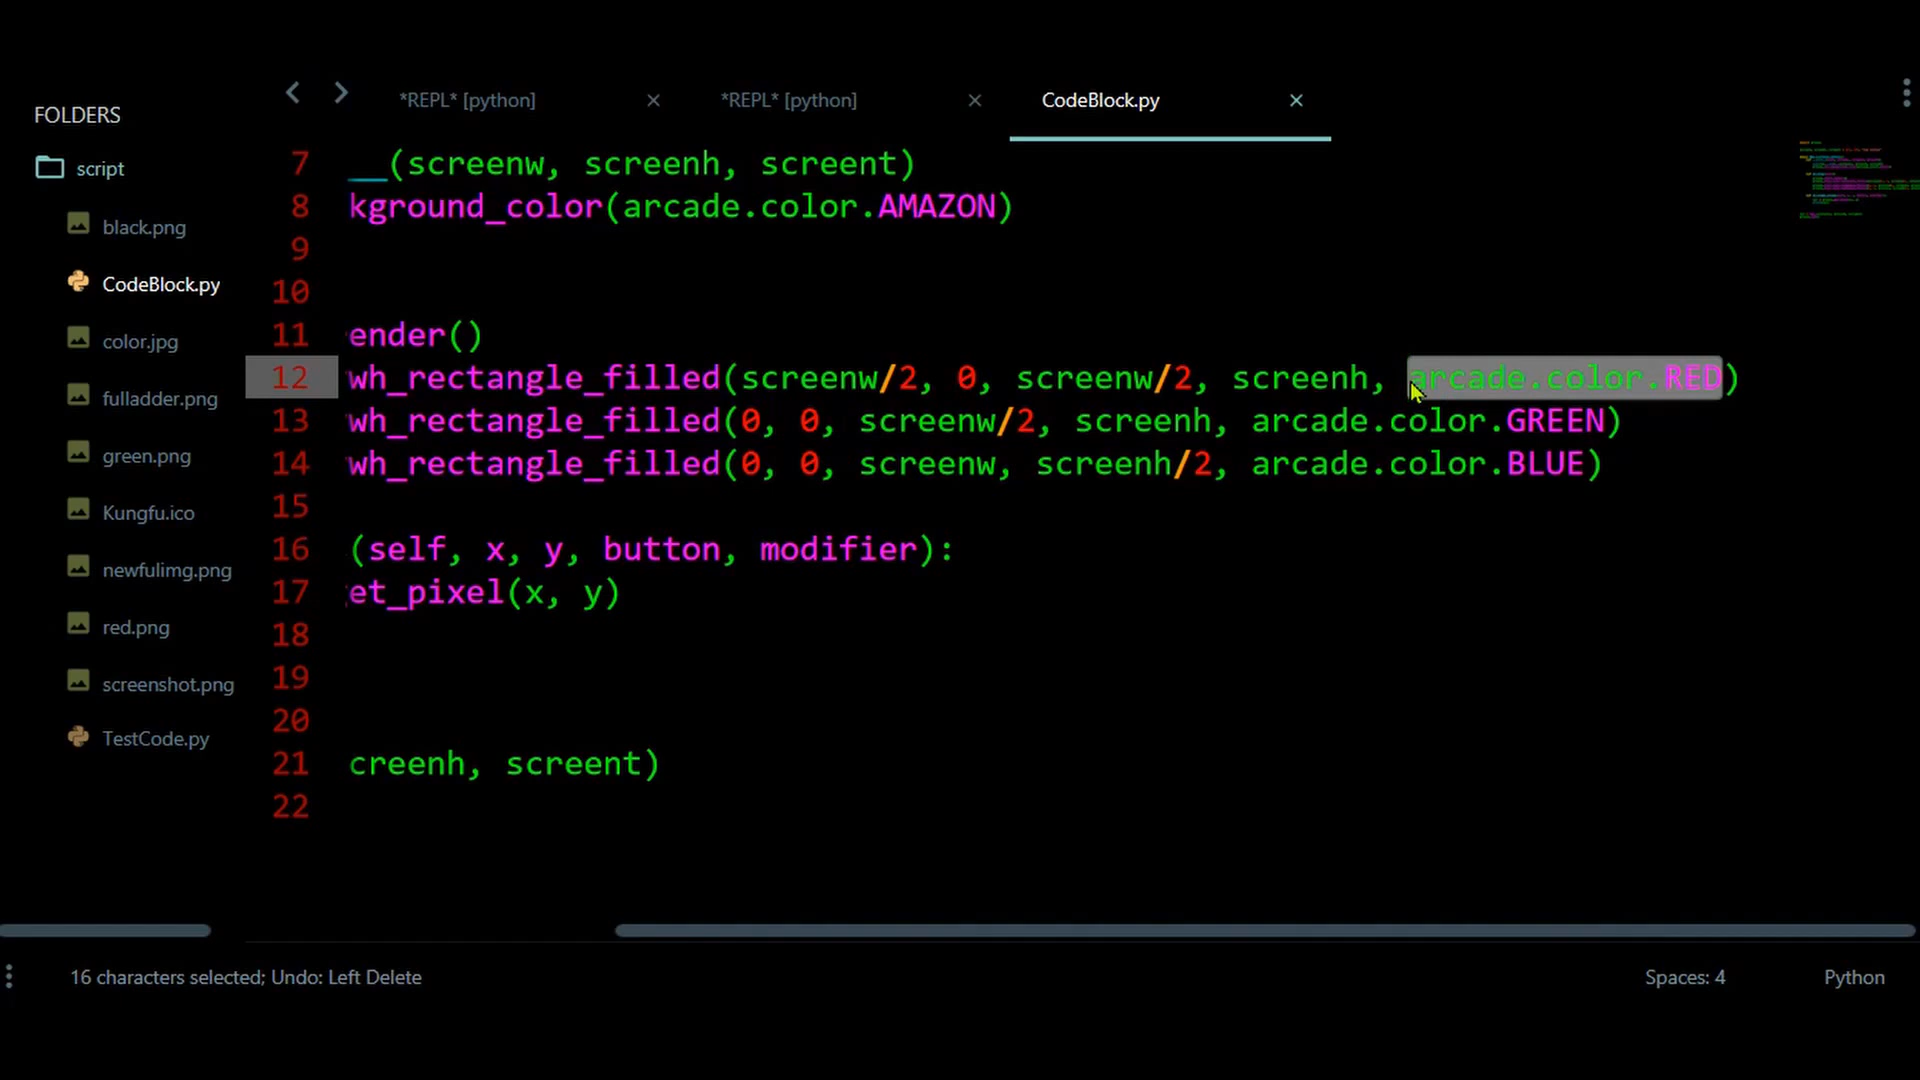 FOLDERS
script
black.png
CodeBlock.py
color.jpg
fulladder.png
green.png
Kungfu.ico
newfulimg.png
red.png
screenshot.png
TestCode.py
*REPL* [python]
*REPL* [python]
CodeBlock.py
7 __(screenw, screenh, screent)
8 kground_color(arcade.color.AMAZON)
9
10
11 ender()
12 wh_rectangle_filled(screenw/2, 0, screenw/2, screenh, arcade.color.RED)
13 wh_rectangle_filled(0, 0, screenw/2, screenh, arcade.color.GREEN)
14 wh_rectangle_filled(0, 0, screenw, screenh/2, arcade.color.BLUE)
15
16 (self, x, y, button, modifier):
17 et_pixel(x, y)
18
19
20
21 creenh, screent)
22
16 characters selected; Undo: Left Delete
Spaces: 4
Python